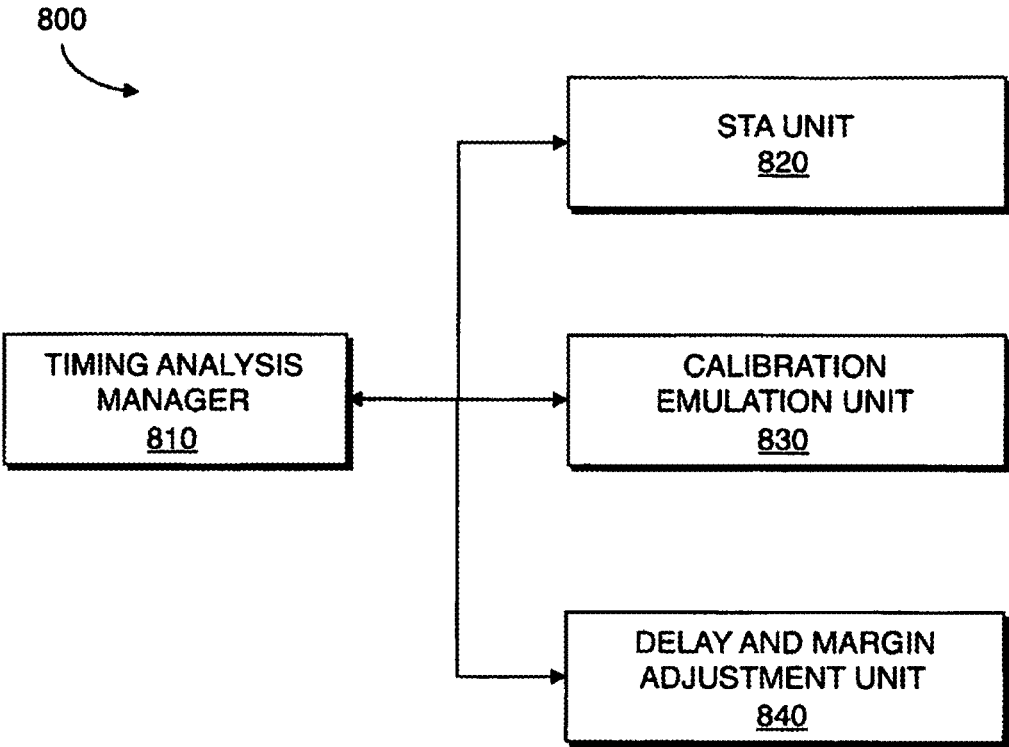 800
STA UNIT
820
TIMING ANALYSIS
MANAGER
810
CALIBRATION
EMULATION UNIT
830
DELAY AND MARGIN
ADJUSTMENT UNIT
840